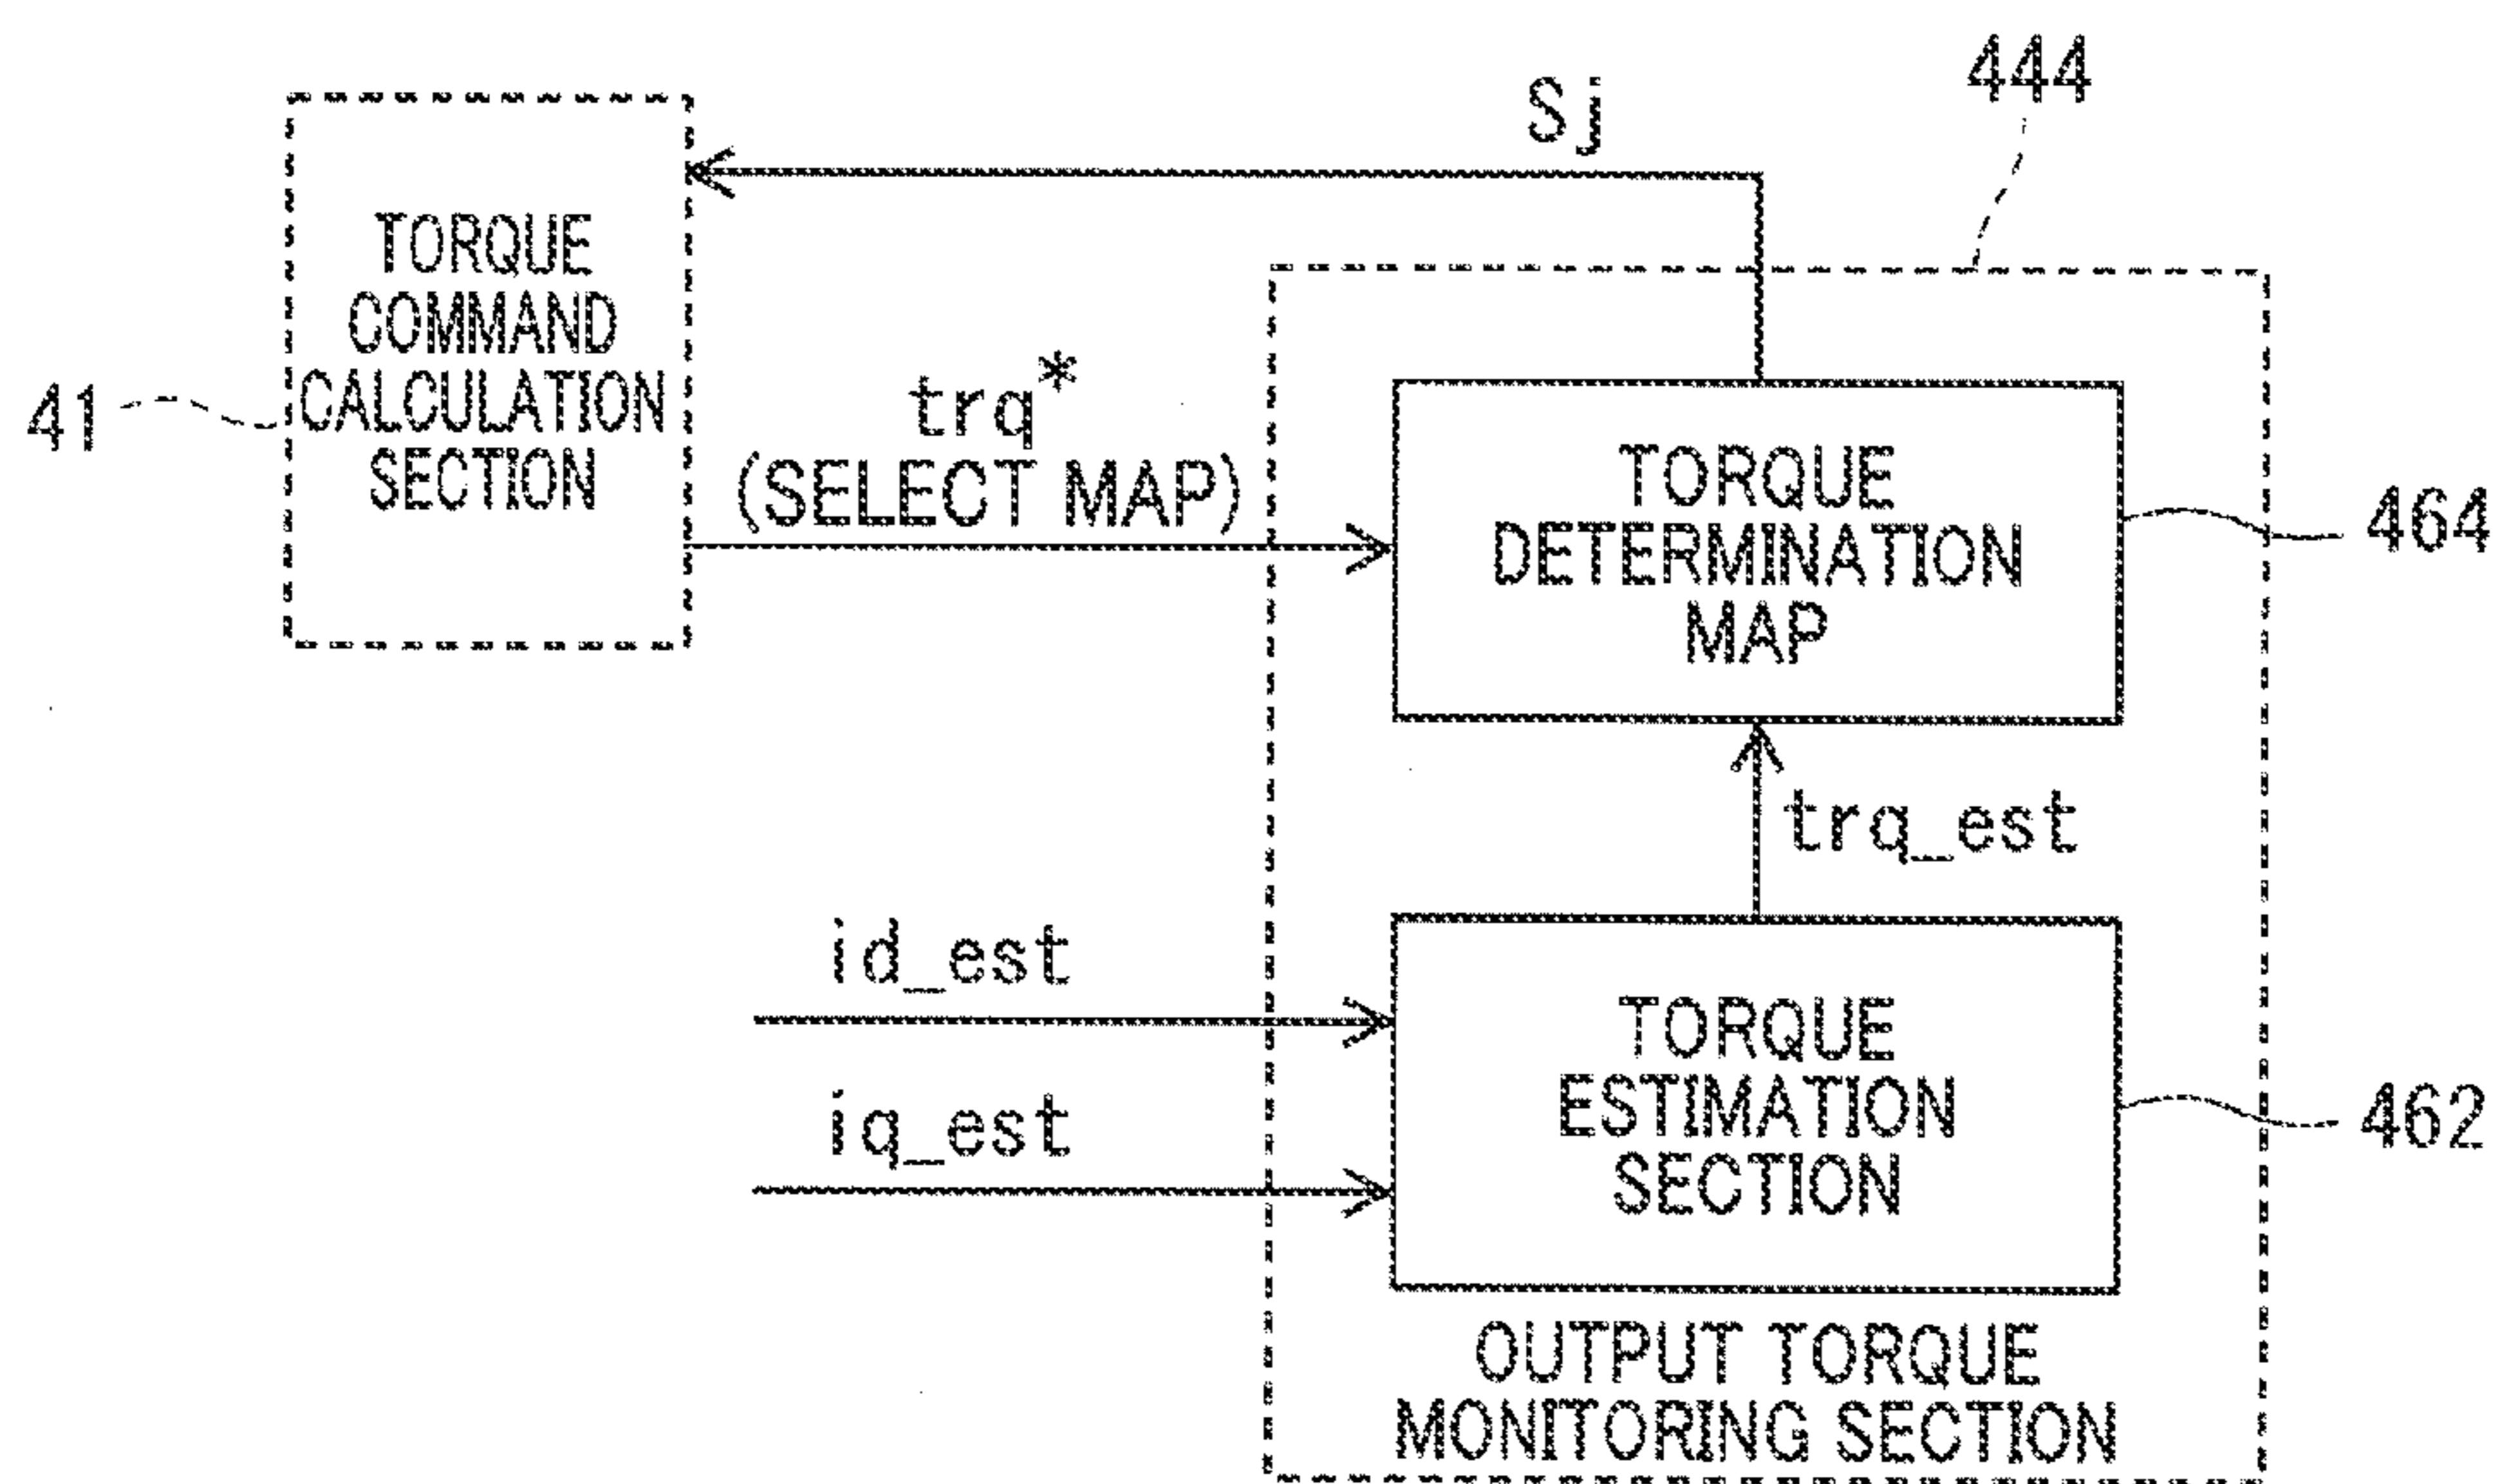 444
Sj
TORQUE
COMMAND
CALCULATION
SECTION
41
trq*
(SELECT MAP)
TORQUE
DETERMINATION
MAP
464
trq_est
id_est
iq_est
TORQUE
ESTIMATION
SECTION
462
OUTPUT TORQUE
MONITORING SECTION